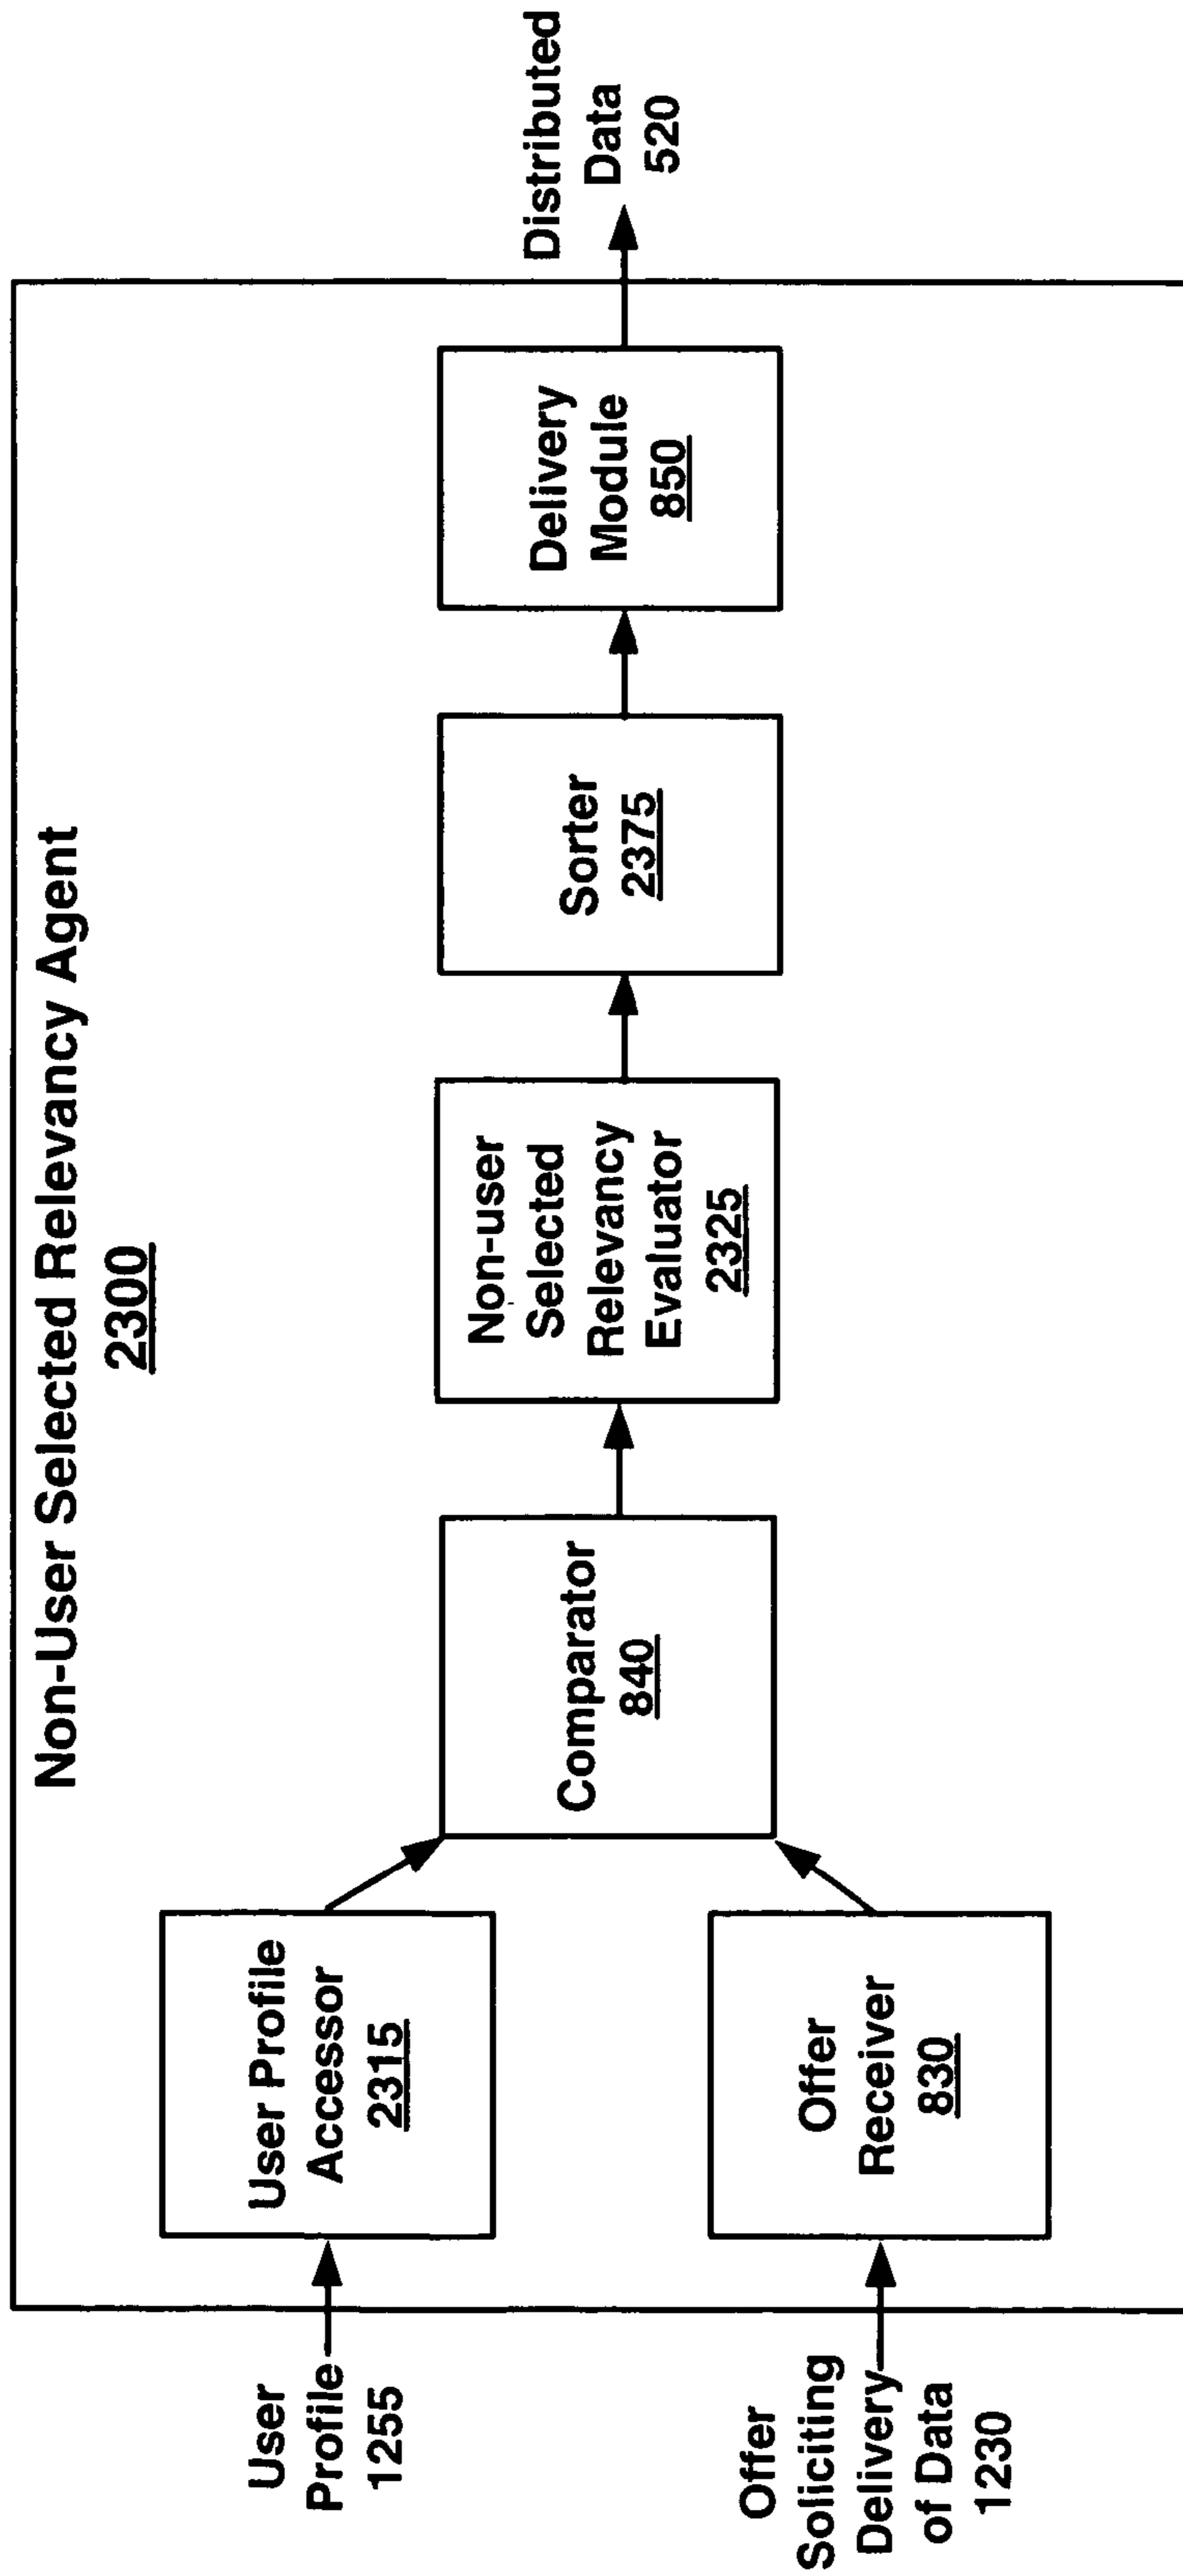 Non-User Selected Relevancy Agent
2300
User
Profile
1255
User Profile
Accessor
2315
Offer
Soliciting
Delivery
of Data
1230
Offer
Receiver
830
Comparator
840
Non-user
Selected
Relevancy
Evaluator
2325
Sorter
2375
Delivery
Module
850
Distributed
Data
520